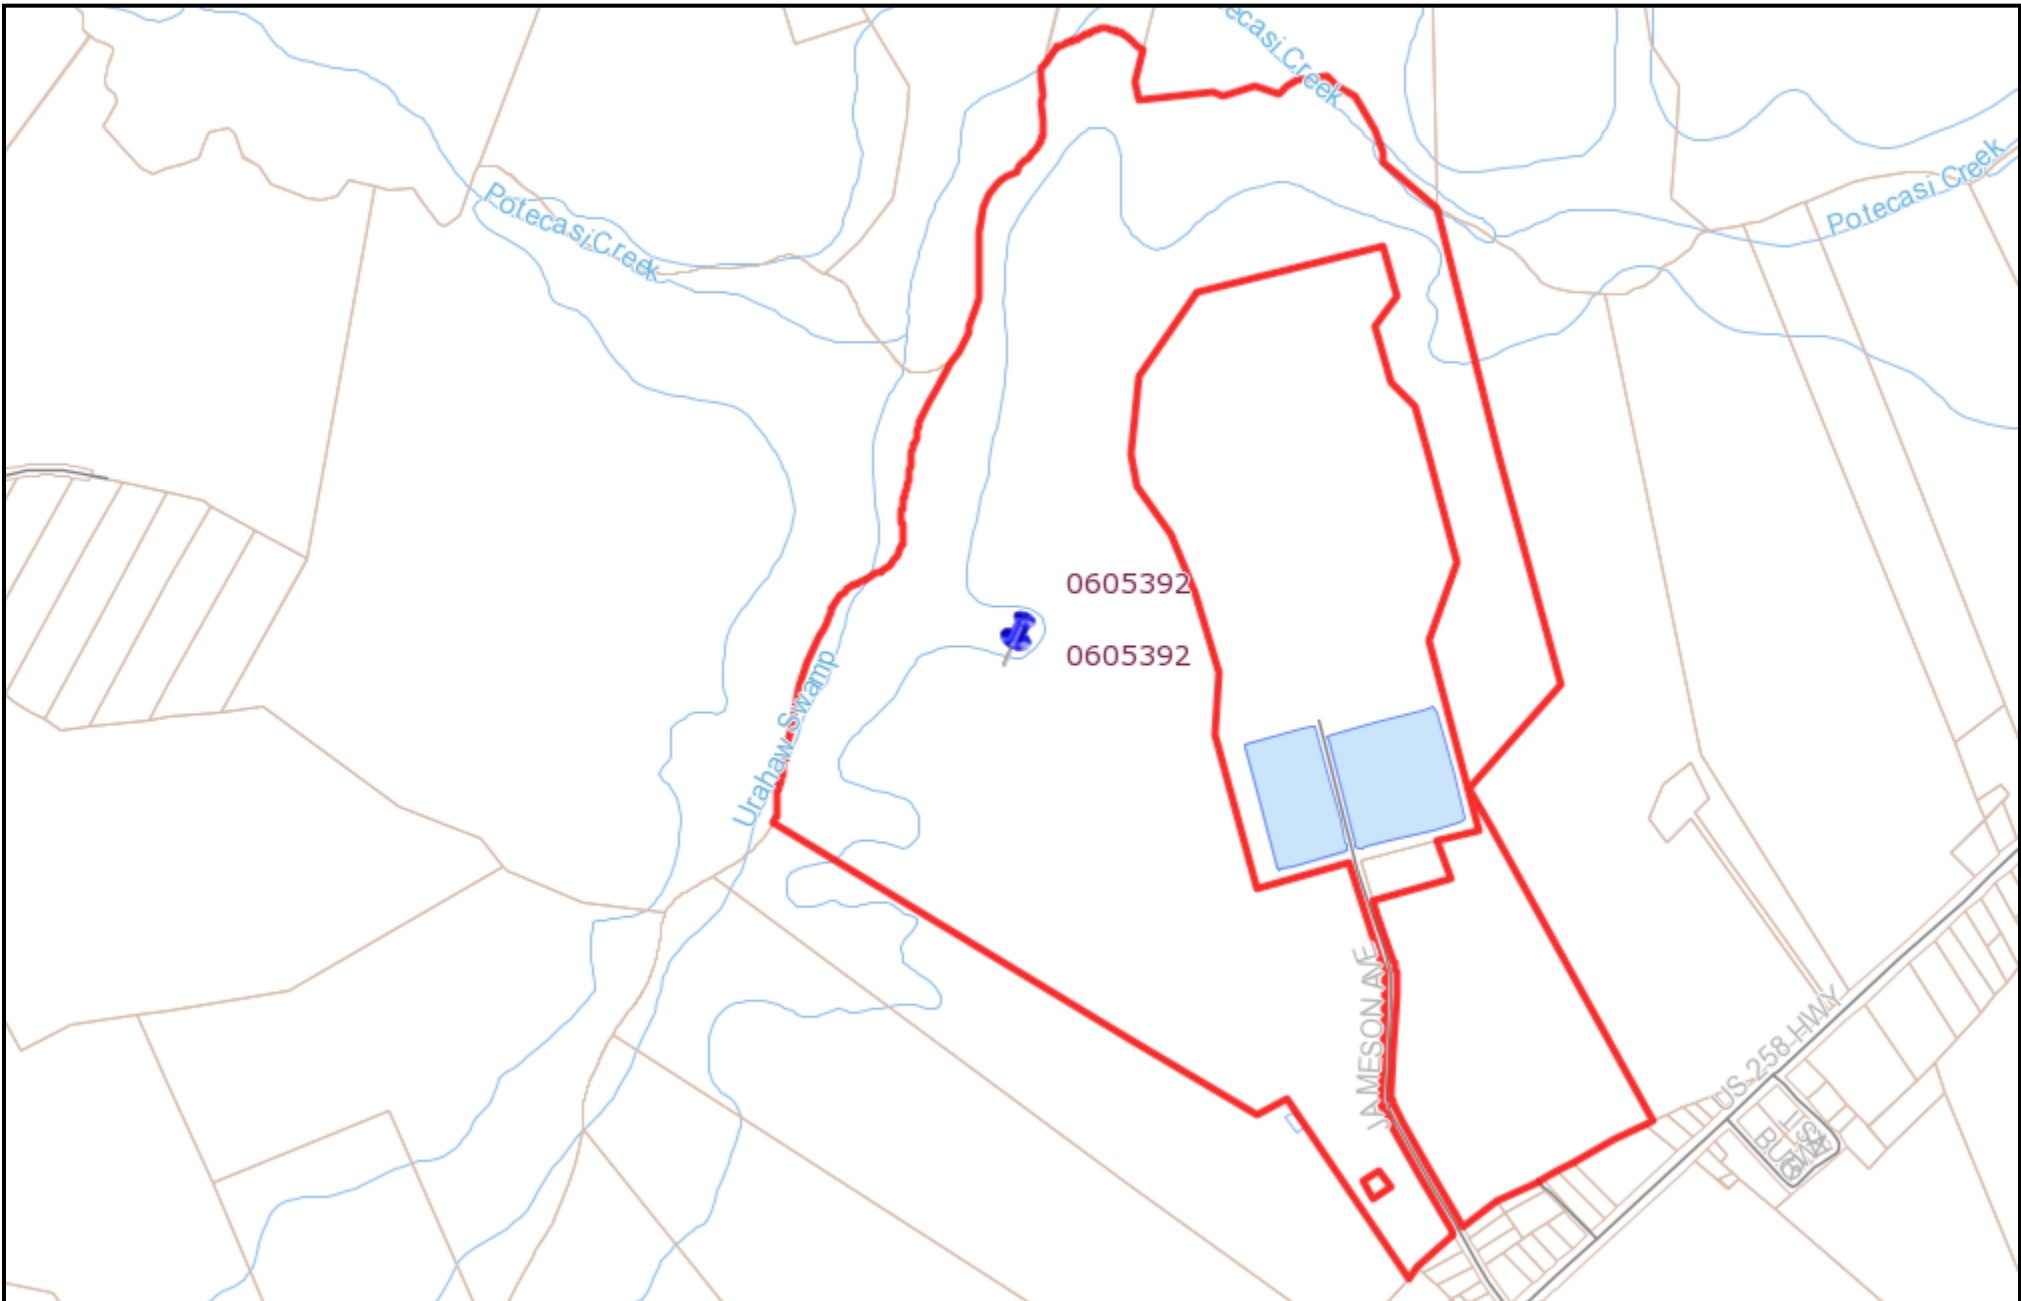 ecasi Creek
Potecasi Creek
Potecasi Creek
0605392
0605392
Urahaw Swamp
JAMESON AVE
US 258 HWY